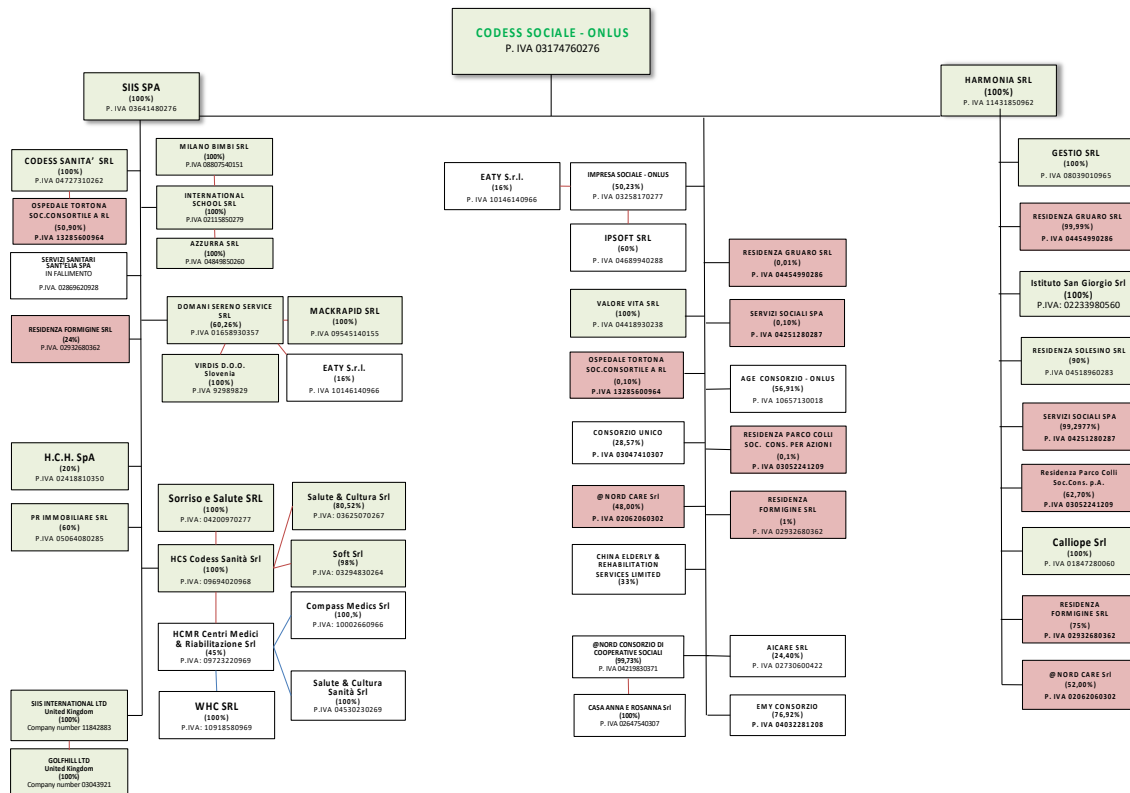 CODESS SOCIALE - ONLUS
P. IVA 03174760276
SIIS SPA
(100%)
P. IVA 03641480276
HARMONIA SRL
(100%)
P. IVA 11431850962
CODESS SANITA' SRL
(100%)
P.IVA 04727310262
OSPEDALE TORTONA
SOC.CONSORTILE A RL
(50,90%)
P.IVA 13285600964
SERVIZI SANITARI
SANT'ELIA SPA
IN FALLIMENTO
P.IVA. 02869620928
RESIDENZA FORMIGINE SRL
(24%)
P.IVA. 02932680362
H.C.H. SpA
(20%)
P.IVA 02418810350
PR IMMOBILIARE SRL
(60%)
P.IVA 05064080285
SIIS INTERNATIONAL LTD
United Kingdom
(100%)
Company number 11842883
GOLFHILL LTD
United Kingdom
(100%)
Company number 03043921
MILANO BIMBI SRL
(100%)
P.IVA 08807540151
INTERNATIONAL
SCHOOL SRL
(100%)
P.IVA 02115850279
AZZURRA SRL
(100%)
P.IVA 04849850260
DOMANI SERENO SERVICE
SRL
(60,26%)
P.IVA 01658930357
MACKRAPID SRL
(100%)
P.IVA 09545140155
VIRDIS D.O.O.
Slovenia
(100%)
P.IVA 92989829
EATY S.r.l.
(16%)
P.IVA 10146140966
Sorriso e Salute SRL
(100%)
P.IVA: 04200970277
HCS Codess Sanità Srl
(100%)
P.IVA: 09694020968
HCMR Centri Medici
& Riabilitazione Srl
(45%)
P.IVA: 09723220969
WHC SRL
(100%)
P.IVA: 10918580969
Salute & Cultura Srl
(80,52%)
P.IVA: 03625070267
Soft Srl
(98%)
P.IVA: 03294830264
Compass Medics Srl
(100,%)
P.IVA: 10002660966
Salute & Cultura
Sanità Srl
(100%)
P.IVA 04530230269
EATY S.r.l.
(16%)
P.IVA 10146140966
IMPRESA SOCIALE - ONLUS
(50,23%)
P.IVA 03258170277
IPSOFT SRL
(60%)
P.IVA 04689940288
VALORE VITA SRL
(100%)
P.IVA 04418930238
OSPEDALE TORTONA
SOC.CONSORTILE A RL
(0,10%)
P.IVA 13285600964
CONSORZIO UNICO
(28,57%)
P.IVA 03047410307
@NORD CARE Srl
(48,00%)
P.IVA 02062060302
CHINA ELDERLY &
REHABILITATION
SERVICES LIMITED
(33%)
@NORD CONSORZIO DI
COOPERATIVE SOCIALI
(99,73%)
P. IVA 04219830371
CASA ANNA E ROSANNA Srl
(100%)
P.IVA 02647540307
RESIDENZA GRUARO SRL
(0,01%)
P. IVA 04454990286
SERVIZI SOCIALI SPA
(0,10%)
P. IVA 04251280287
AGE CONSORZIO - ONLUS
(56,91%)
P.IVA 10657130018
RESIDENZA PARCO COLLI
SOC. CONS. PER AZIONI
(0,1%)
P.IVA 03052241209
RESIDENZA
FORMIGINE SRL
(1%)
P.IVA 02932680362
AICARE SRL
(24,40%)
P.IVA 02730600422
EMY CONSORZIO
(76,92%)
P.IVA 04032281208
GESTIO SRL
(100%)
P. IVA 08039010965
RESIDENZA GRUARO SRL
(99,99%)
P.IVA 04454990286
Istituto San Giorgio Srl
(100%)
P.IVA: 02233980560
RESIDENZA SOLESINO SRL
(90%)
P.IVA 04518960283
SERVIZI SOCIALI SPA
(99,2977%)
P.IVA 04251280287
Residenza Parco Colli
Soc.Cons. p.A.
(62,70%)
P.IVA 03052241209
Calliope Srl
(100%)
P.IVA 01847280060
RESIDENZA
FORMIGINE SRL
(75%)
P.IVA 02932680362
@NORD CARE Srl
(52,00%)
P.IVA 02062060302